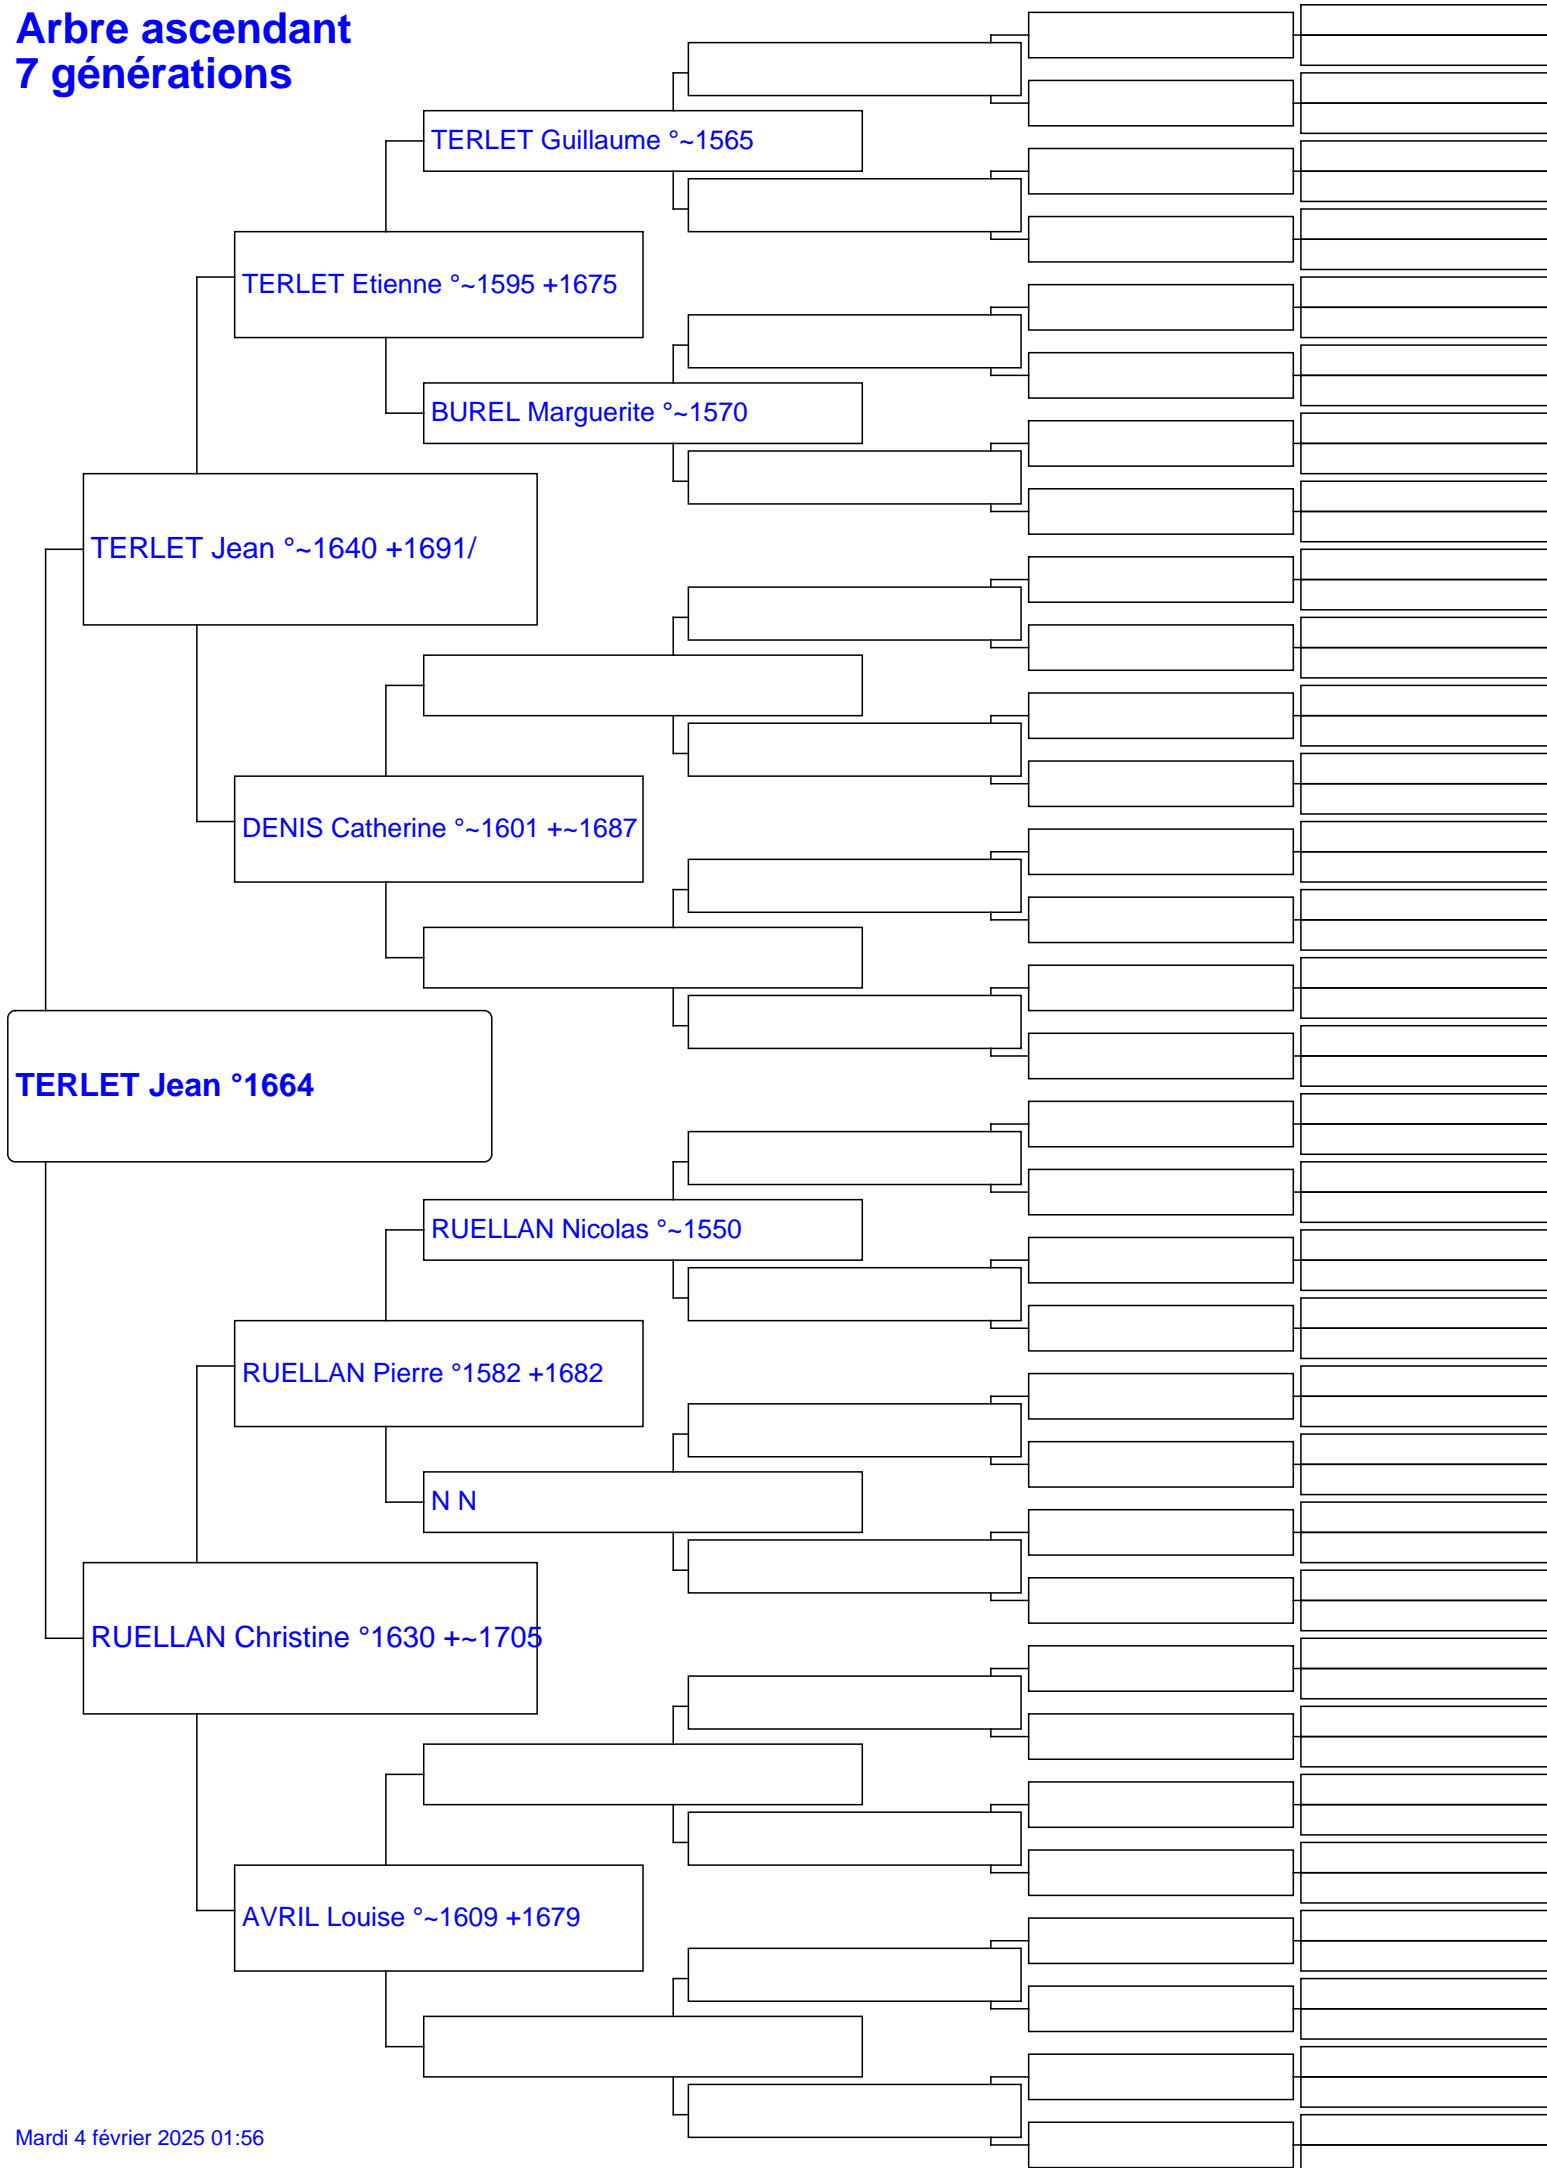 Arbre ascendant
7 générations
TERLET Guillaume °~1565
TERLET Etienne °~1595 +1675
BUREL Marguerite °~1570
TERLET Jean °~1640 +1691/
DENIS Catherine °~1601 +~1687
TERLET Jean °1664
RUELLAN Nicolas °~1550
RUELLAN Pierre °1582 +1682
N N
RUELLAN Christine °1630 +~1705
AVRIL Louise °~1609 +1679
Mardi 4 février 2025 01:56